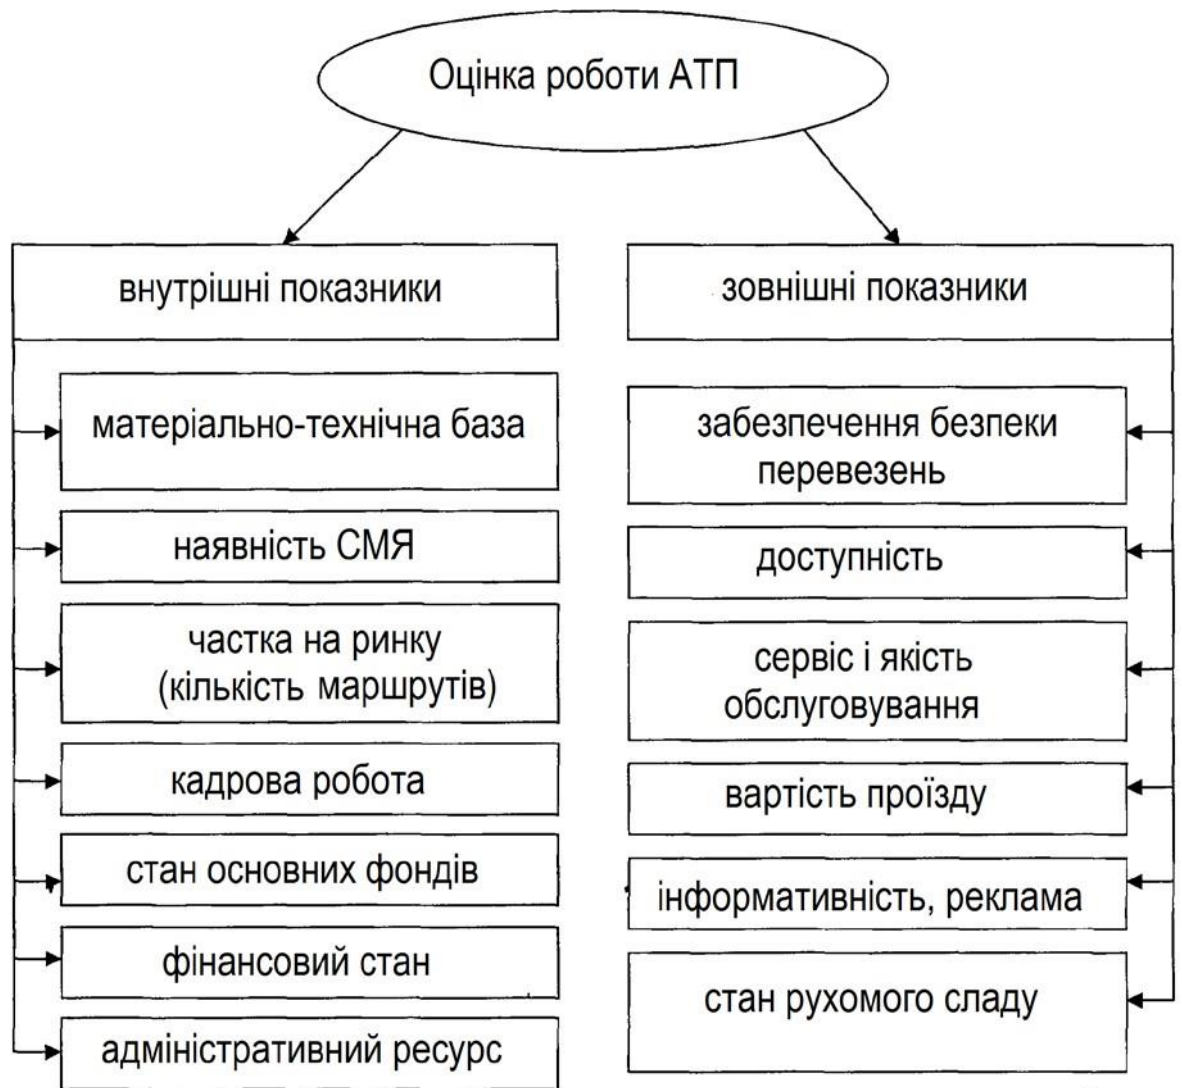 Оцінка роботи АТП
внутрішні показники
матеріально-технічна база
наявність СМЯ
частка на ринку
(кількість маршрутів)
кадрова робота
стан основних фондів
фінансовий стан
адміністративний ресурс
зовнішні показники
забезпечення безпеки
перевезень
доступність
сервіс і якість
обслуговування
вартість проїзду
інформативність, реклама
стан рухомого сладу